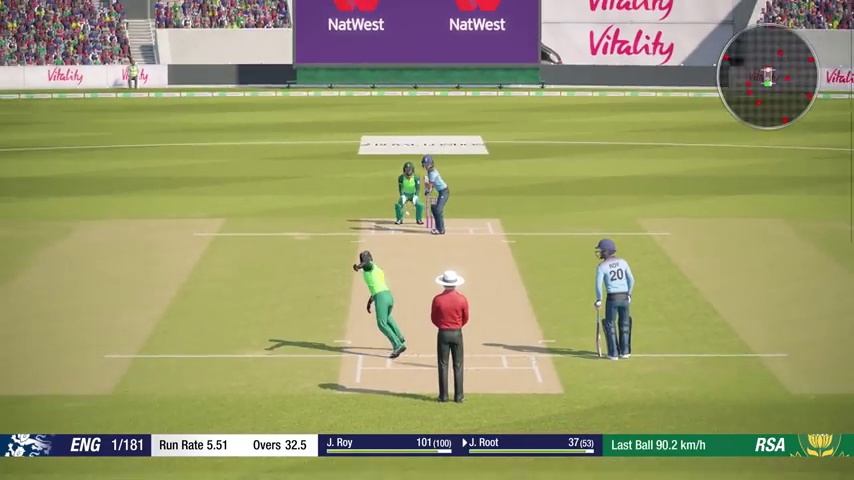 NatWest
NatWest
Vitality
Vitality
Vitality
Vitality
ROY
20
ENG 1/181 Run Rate 5.51 Overs 32.5 J. Roy 101 (100) J. Root 37 (53) Last Ball 90.2 km/h RSA